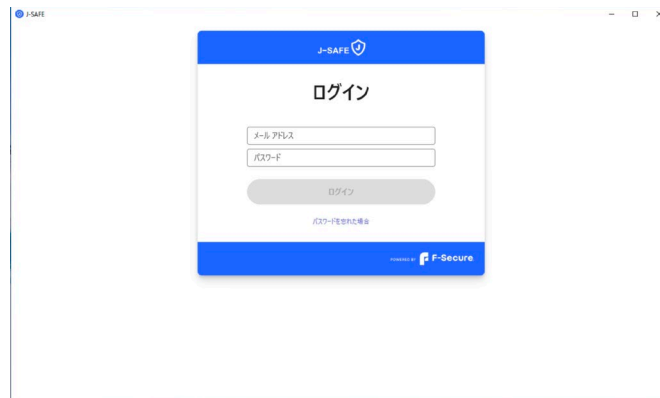 J-SAFE
J-SAFE
ログイン
メール アドレス
パスワード
ログイン
パスワードを忘れた場合
POWERED BY F-Secure